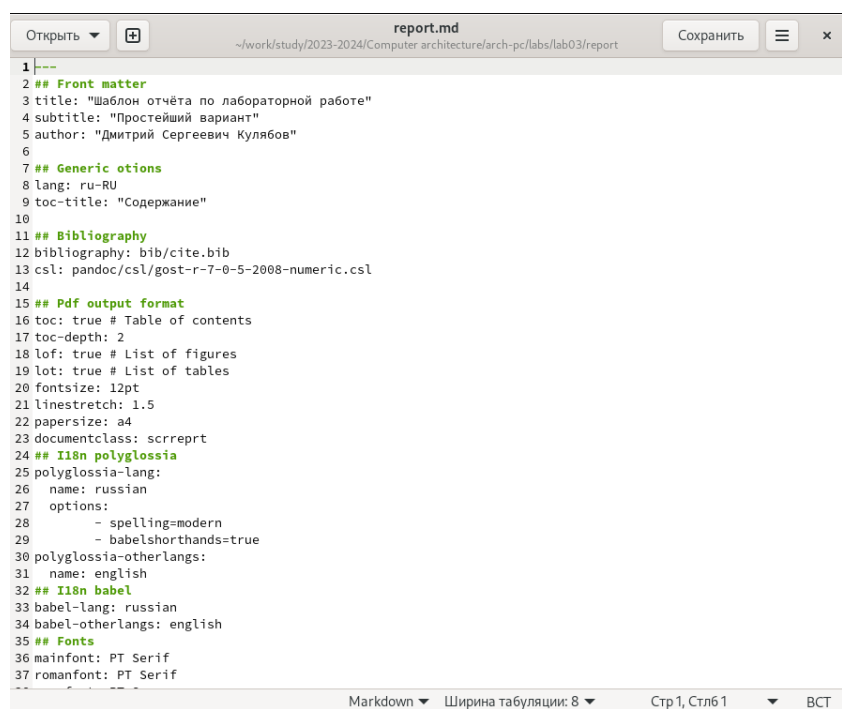 Открыть
report.md
~/work/study/2023-2024/Computer architecture/arch-pc/labs/lab03/report
Сохранить
1 ---
2 ## Front matter
3 title: "Шаблон отчёта по лабораторной работе"
4 subtitle: "Простейший вариант"
5 author: "Дмитрий Сергеевич Кулябов"
6
7 ## Generic otions
8 lang: ru-RU
9 toc-title: "Содержание"
10
11 ## Bibliography
12 bibliography: bib/cite.bib
13 csl: pandoc/csl/gost-r-7-0-5-2008-numeric.csl
14
15 ## Pdf output format
16 toc: true # Table of contents
17 toc-depth: 2
18 lof: true # List of figures
19 lot: true # List of tables
20 fontsize: 12pt
21 linestretch: 1.5
22 papersize: a4
23 documentclass: scrreprt
24 ## I18n polyglossia
25 polyglossia-lang:
26   name: russian
27   options:
28         - spelling=modern
29         - babelshorthands=true
30 polyglossia-otherlangs:
31   name: english
32 ## I18n babel
33 babel-lang: russian
34 babel-otherlangs: english
35 ## Fonts
36 mainfont: PT Serif
37 romanfont: PT Serif
Markdown Ширина табуляции: 8 Стр 1, Стлб 1 ВСТ